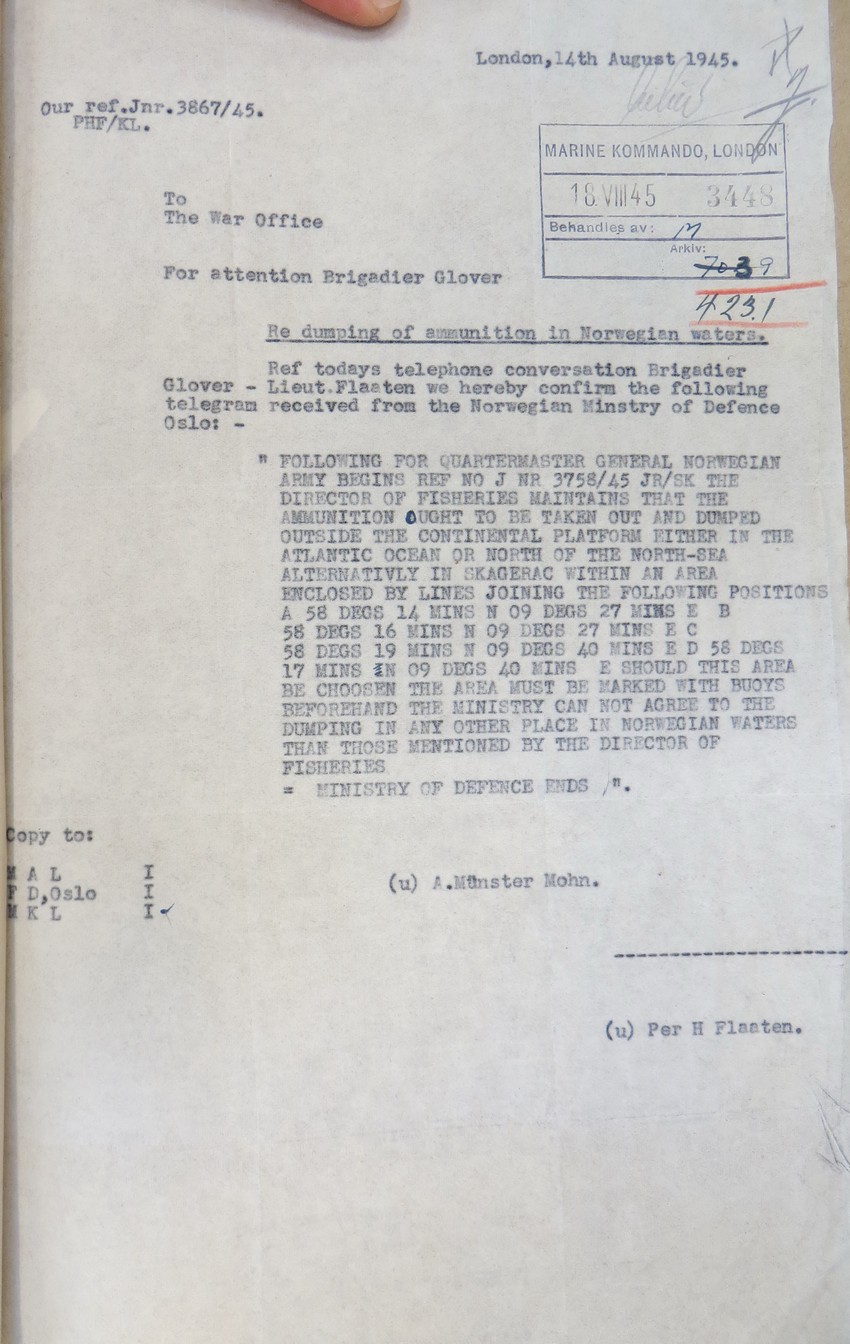 London,14th August 1945.
Our ref.Jnr.3867/45.
PHF/KL.
MARINE KOMMANDO, LONDON
18.VIII45 3448
Behandles av: M
Arkiv:
7039
423.1
To
The War Office
For attention Brigadier Glover
Re dumping of ammunition in Norwegian waters.
Ref todays telephone conversation Brigadier
Glover - Lieut.Flaaten we hereby confirm the following
telegram received from the Norwegian Minstry of Defence
Oslo: -
" FOLLOWING FOR QUARTERMASTER GENERAL NORWEGIAN
ARMY BEGINS REF NO J NR 3758/45 JR/SK THE
DIRECTOR OF FISHERIES MAINTAINS THAT THE
AMMUNITION OUGHT TO BE TAKEN OUT AND DUMPED
OUTSIDE THE CONTINENTAL PLATFORM EITHER IN THE
ATLANTIC OCEAN OR NORTH OF THE NORTH-SEA
ALTERNATIVLY IN SKAGERAC WITHIN AN AREA
ENCLOSED BY LINES JOINING THE FOLLOWING POSITIONS
A 58 DEGS 14 MINS N 09 DEGS 27 MINS E B
58 DEGS 16 MINS N 09 DEGS 27 MINS E C
58 DEGS 19 MINS N 09 DEGS 40 MINS E D 58 DEGS
17 MINS N 09 DEGS 40 MINS E SHOULD THIS AREA
BE CHOOSEN THE AREA MUST BE MARKED WITH BUOYS
BEFOREHAND THE MINISTRY CAN NOT AGREE TO THE
DUMPING IN ANY OTHER PLACE IN NORWEGIAN WATERS
THAN THOSE MENTIONED BY THE DIRECTOR OF
FISHERIES
= MINISTRY OF DEFENCE ENDS /".
Copy to:
M A L I
F D,Oslo I
M K L I
(u) A.Münster Mohn.
(u) Per H Flaaten.